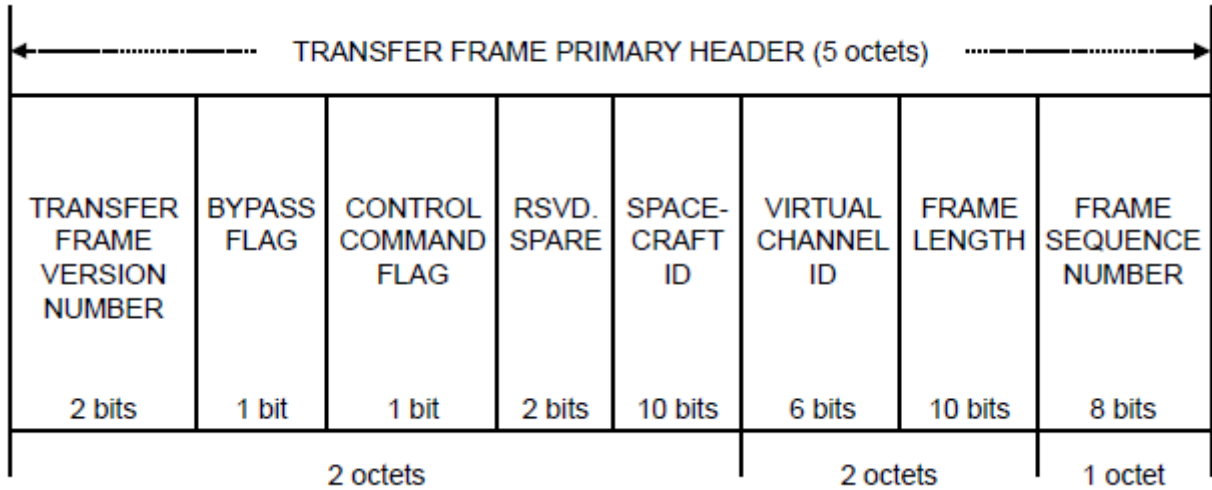 TRANSFER FRAME PRIMARY HEADER (5 octets)
TRANSFER
FRAME
VERSION
NUMBER
2 bits
BYPASS
FLAG
1 bit
CONTROL
COMMAND
FLAG
1 bit
RSVD.
SPARE
2 bits
SPACE-
CRAFT
ID
10 bits
VIRTUAL
CHANNEL
ID
6 bits
FRAME
LENGTH
10 bits
FRAME
SEQUENCE
NUMBER
8 bits
2 octets
2 octets
1 octet